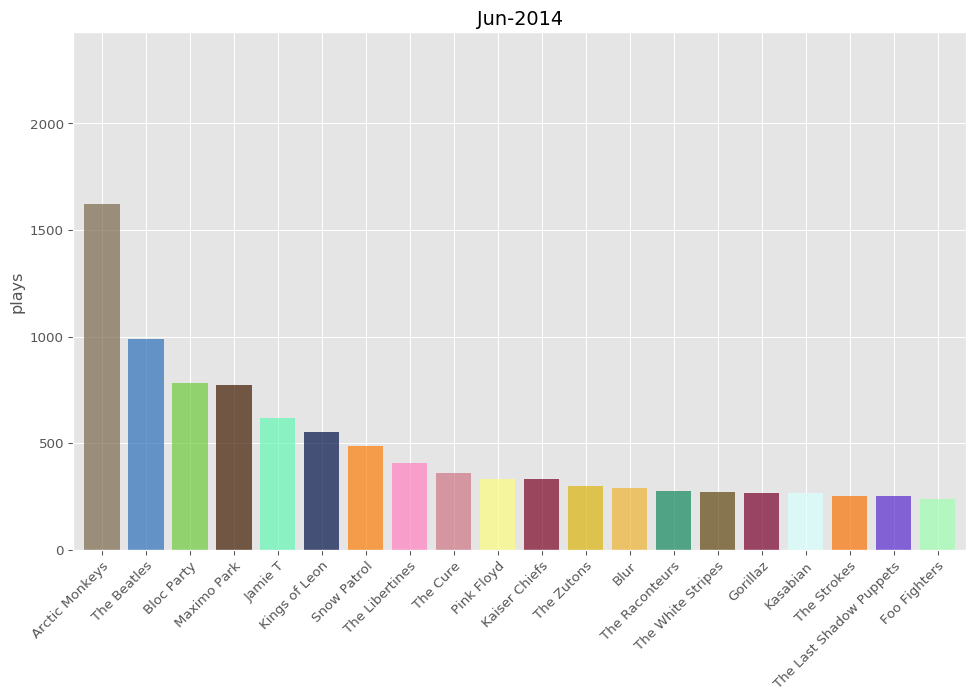 Jun-2014
plays
2000
1500
1000
500
0
Arctic Monkeys
The Beatles
Bloc Party
Maximo Park
Jamie T
Kings of Leon
Snow Patrol
The Libertines
The Cure
Pink Floyd
Kaiser Chiefs
The Zutons
Blur
The Raconteurs
The White Stripes
Gorillaz
Kasabian
The Strokes
The Last Shadow Puppets
Foo Fighters